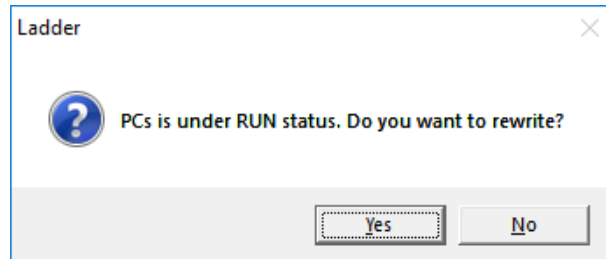 Ladder
PCs is under RUN status. Do you want to rewrite?
Yes
No